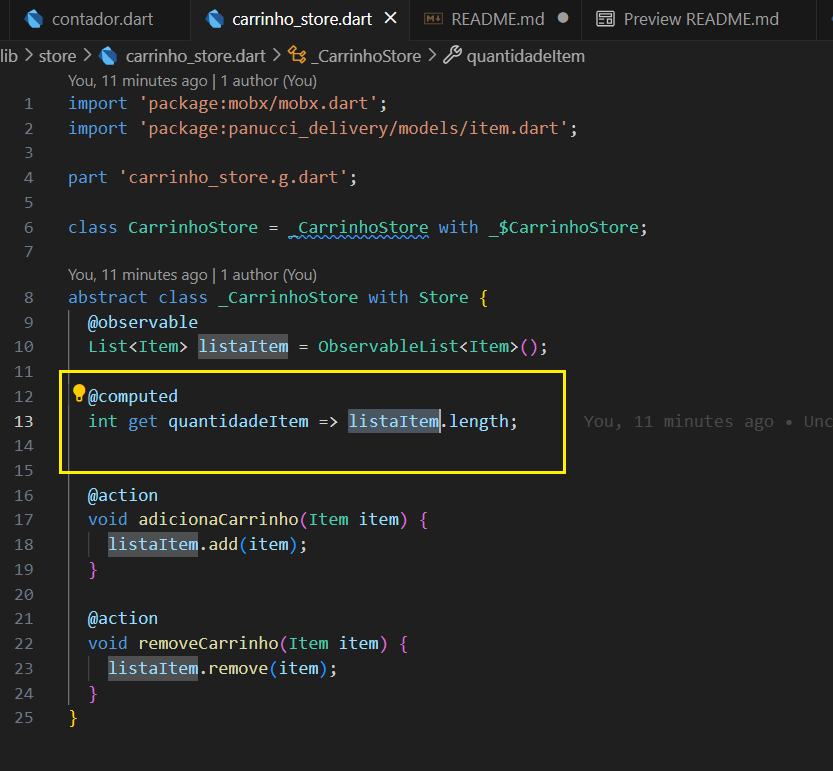 contador.dart carrinho_store.dart README.md Preview README.md
lib > store > carrinho_store.dart > _CarrinhoStore > quantidadeItem
You, 11 minutes ago | 1 author (You)
1 import 'package:mobx/mobx.dart';
2 import 'package:panucci_delivery/models/item.dart';
3
4 part 'carrinho_store.g.dart';
5
6 class CarrinhoStore = _CarrinhoStore with _$CarrinhoStore;
7
You, 11 minutes ago | 1 author (You)
8 abstract class _CarrinhoStore with Store {
9 @observable
10 List<Item> listaItem = ObservableList<Item>();
11
12 @computed
13 int get quantidadeItem => listaItem.length; You, 11 minutes ago • Unc
14
15
16 @action
17 void adicionaCarrinho(Item item) {
18 listaItem.add(item);
19 }
20
21 @action
22 void removeCarrinho(Item item) {
23 listaItem.remove(item);
24 }
25 }